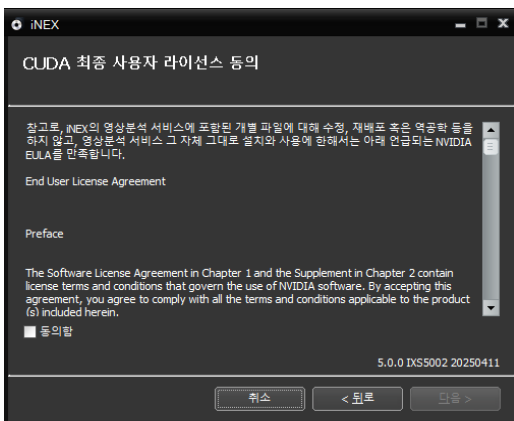 iNEX
CUDA 최종 사용자 라이선스 동의
참고로, iNEX의 영상분석 서비스에 포함된 개별 파일에 대해 수정, 재배포 혹은 역공학 등을
하지 않고, 영상분석 서비스 그 자체 그대로 설치와 사용에 한해서는 아래 언급되는 NVIDIA
EULA를 만족합니다.
End User License Agreement
Preface
The Software License Agreement in Chapter 1 and the Supplement in Chapter 2 contain
license terms and conditions that govern the use of NVIDIA software. By accepting this
agreement, you agree to comply with all the terms and conditions applicable to the product
(s) included herein.
동의함
5.0.0 IXS5002 20250411
취소
< 뒤로
다음 >